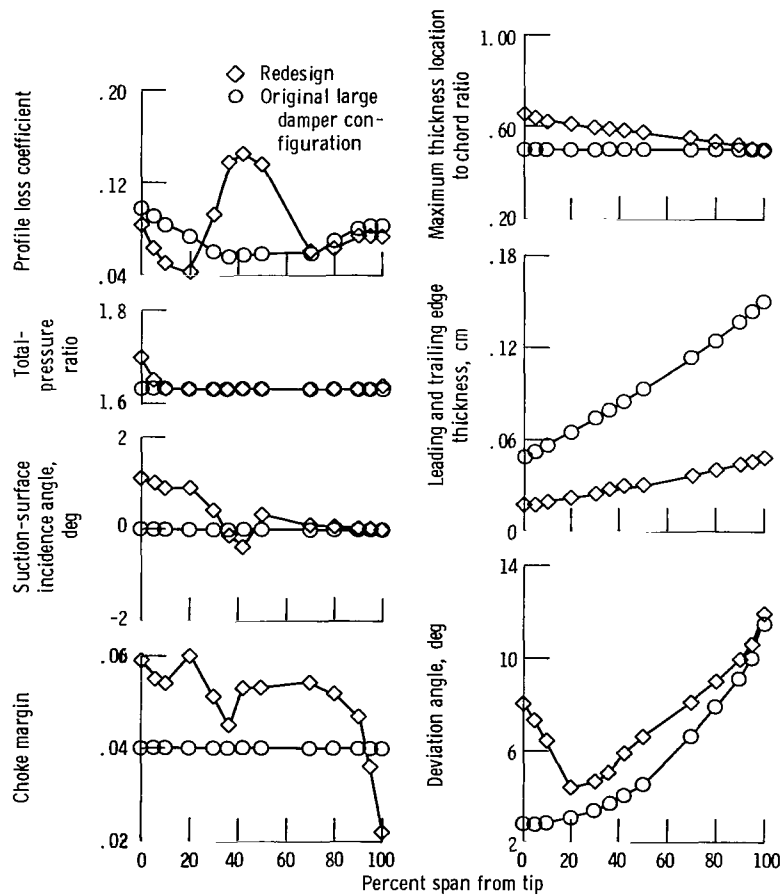 Redesign
Original large
damper con-
figuration
.20
.12
.04
Profile loss coefficient
1.8
1.6
Total-
pressure
ratio
2
0
-2
Suction-surface
incidence angle,
deg
.06
.04
.02
Choke margin
0 20 40 60 80 100
1.00
.60
.20
Maximum thickness location
to chord ratio
.18
.12
.06
0
Leading and trailing edge
thickness, cm
14
10
6
2
Deviation angle, deg
0 20 40 60 80 100
Percent span from tip